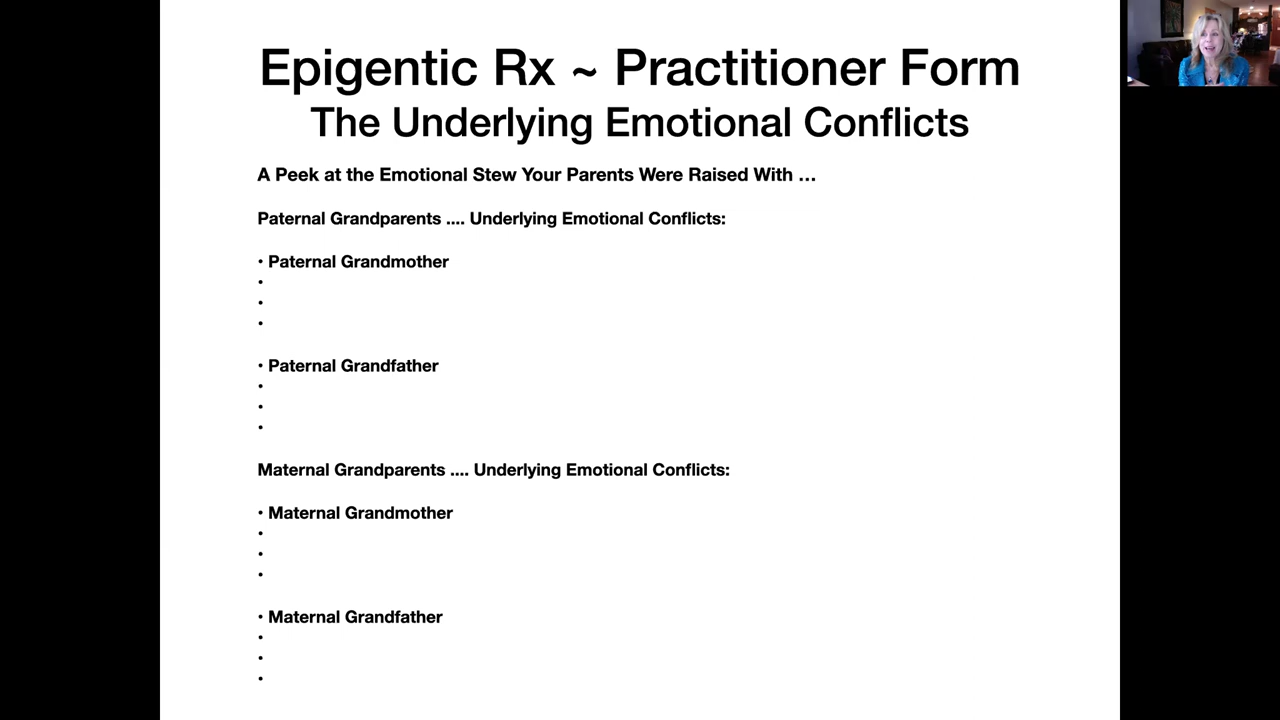 Epigentic Rx ~ Practitioner Form
The Underlying Emotional Conflicts
A Peek at the Emotional Stew Your Parents Were Raised With …
Paternal Grandparents .... Underlying Emotional Conflicts:
• Paternal Grandmother
•
•
•
• Paternal Grandfather
•
•
•
Maternal Grandparents .... Underlying Emotional Conflicts:
• Maternal Grandmother
•
•
•
• Maternal Grandfather
•
•
•